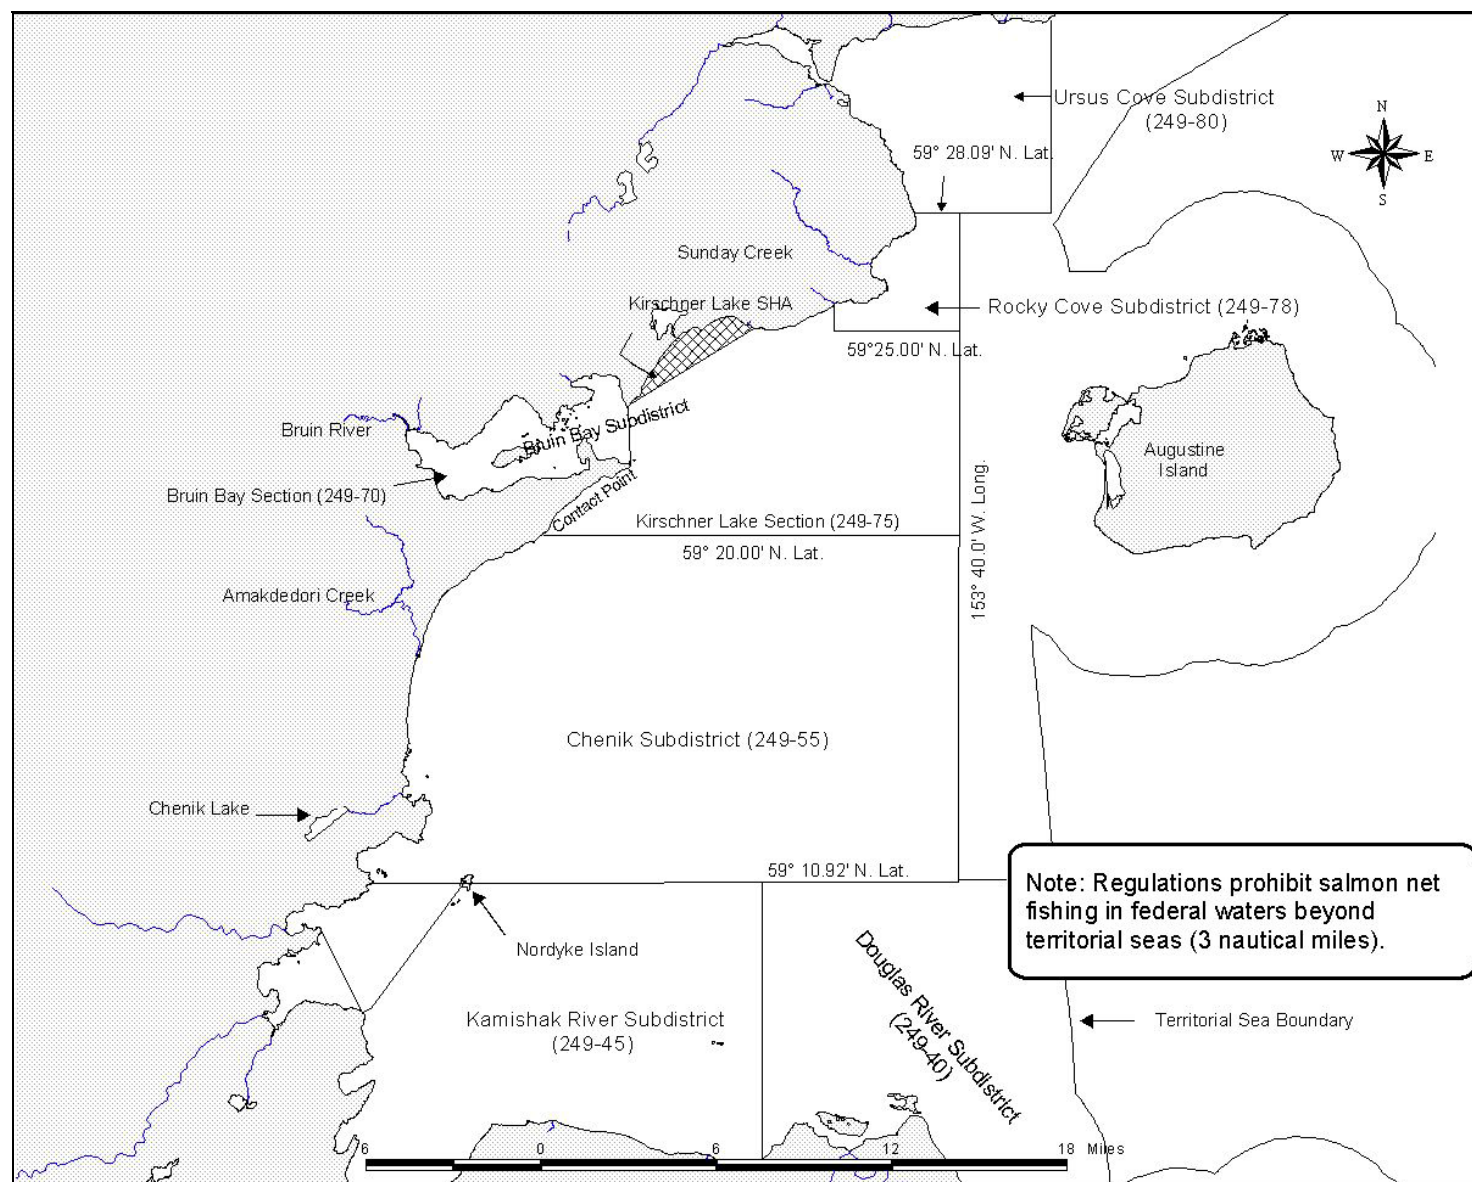 Ursus Cove Subdistrict
(249-80)
N
W
E
S
59° 28.09' N. Lat.
Sunday Creek
Kirschner Lake SHA
Rocky Cove Subdistrict (249-78)
59°25.00' N. Lat.
Bruin Bay Subdistrict
Bruin River
Augustine
Island
Bruin Bay Section (249-70)
Contact Point
Kirschner Lake Section (249-75)
59° 20.00' N. Lat.
153° 40.0' W. Long.
Amakdedori Creek
Chenik Subdistrict (249-55)
Chenik Lake
59° 10.92' N. Lat.
Note: Regulations prohibit salmon net
fishing in federal waters beyond
territorial seas (3 nautical miles).
Nordyke Island
Douglas River Subdistrict
(249-40)
Kamishak River Subdistrict
(249-45)
Territorial Sea Boundary
6 0 6 12 18 Miles